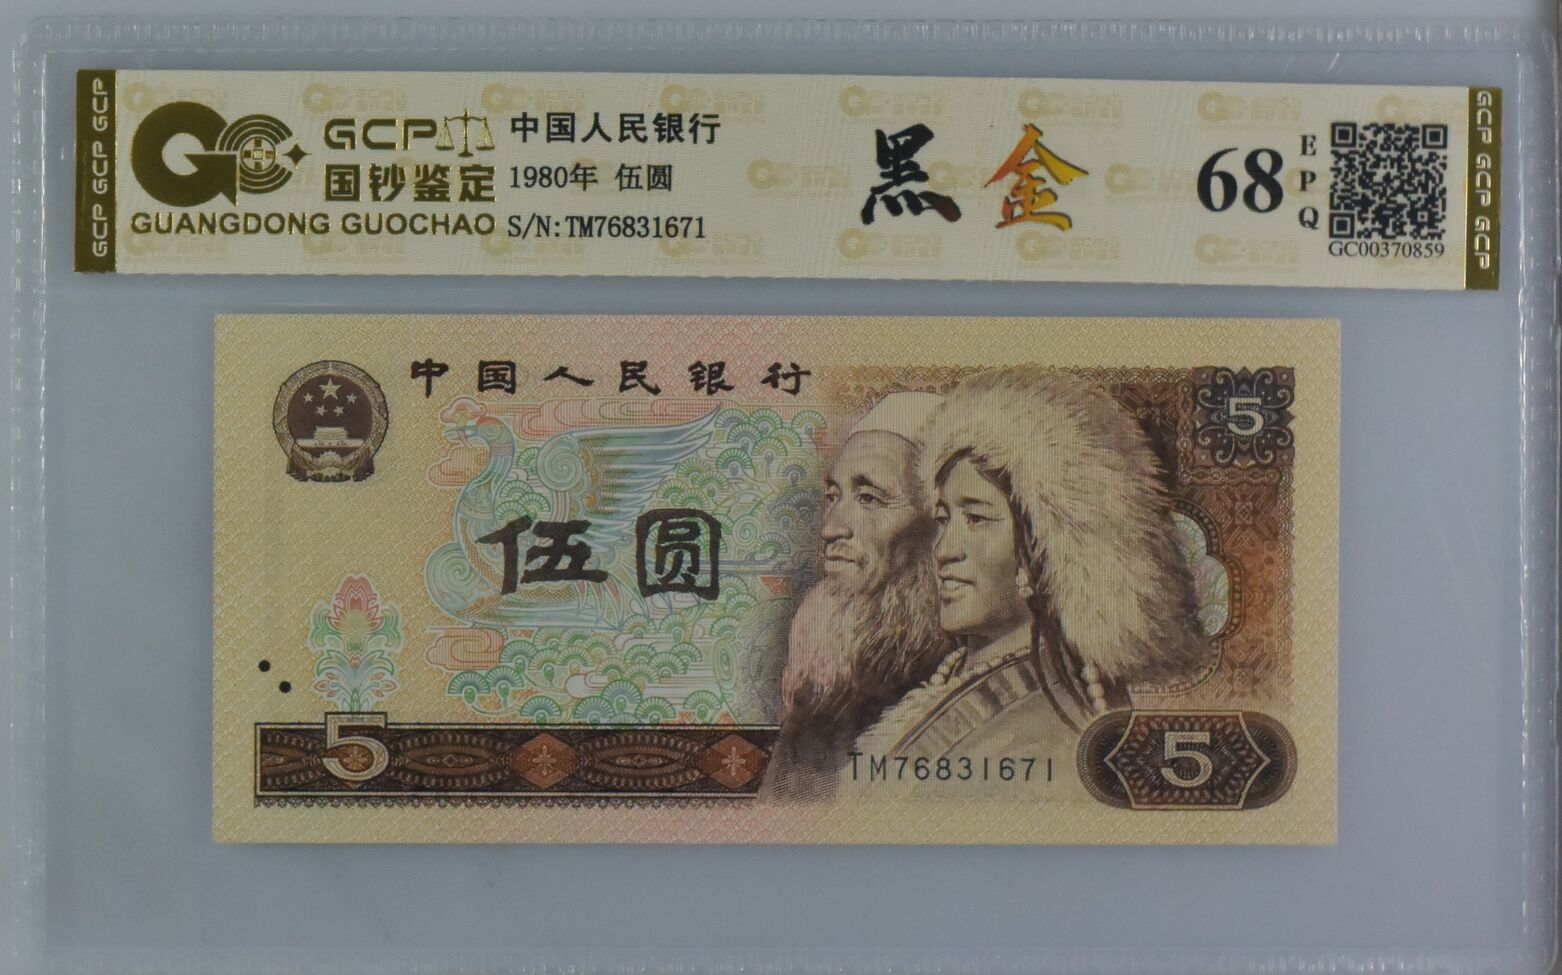 GCP GCP GCP
GCP
国钞鉴定
GUANGDONG GUOCHAO
中国人民银行
1980年 伍圆
S/N:TM76831671
黑金
68
EPQ
GC00370859
GCP GCP GCP
中国人民银行
5
伍圆
5
TM76831671
5